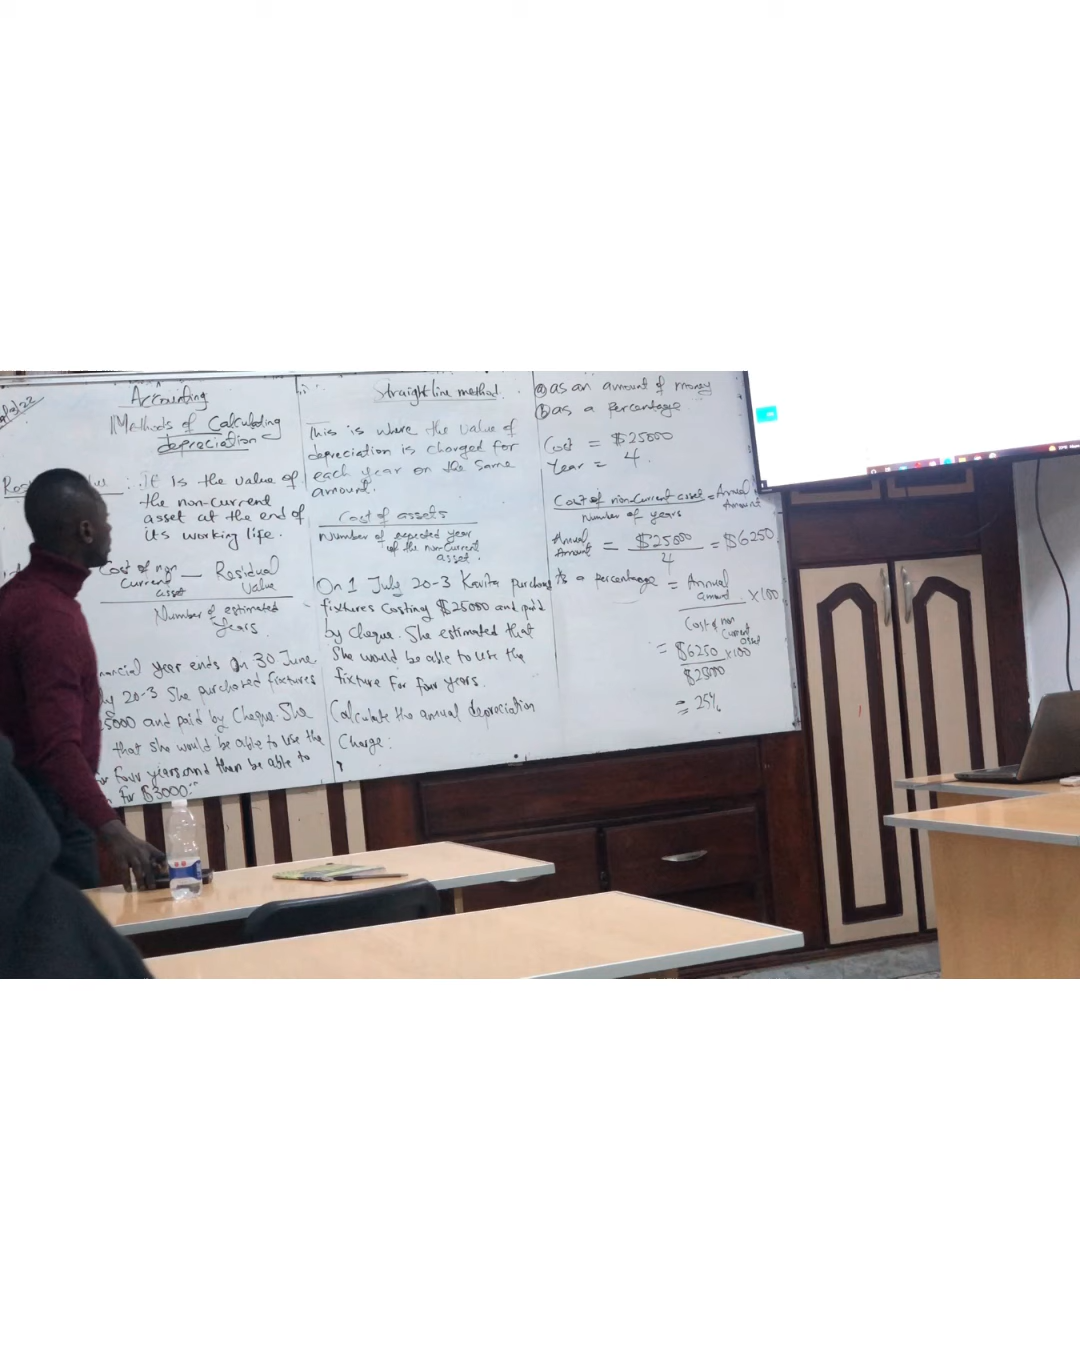 Accounting
Methods of Calculating
depreciation
: It is the value of
the non-current
asset at the end of
its working life.
Cost of non current asset — Residual value
Number of estimated
Years
nancial year ends on 30 June
20-3 She purchased fixtures
5000 and paid by Cheque. She
that she would be able to use the
for four years and then be able to
for $3000."
Straight line method
This is where the value of
depreciation is charged for
each year on the same
amount.
Cost of assets
Number of expected year
of the non current
asset.
On 1 July 20-3 Kavita purchased
fixtures costing $25000 and paid
by cheque. She estimated that
She would be able to use the
fixture for four years.
Calculate the annual depreciation
Charge:
(a) as an amount of money
(b) as a percentage
Cost = $25000
Year = 4.
Cost of non-current asset = Annual Amount
Number of years
Annual Amount = $25000 = $6250
4
As a percentage = Annual amount × 100
Cost of non
current
asset
= $6250 × 100
$25000
= 25%